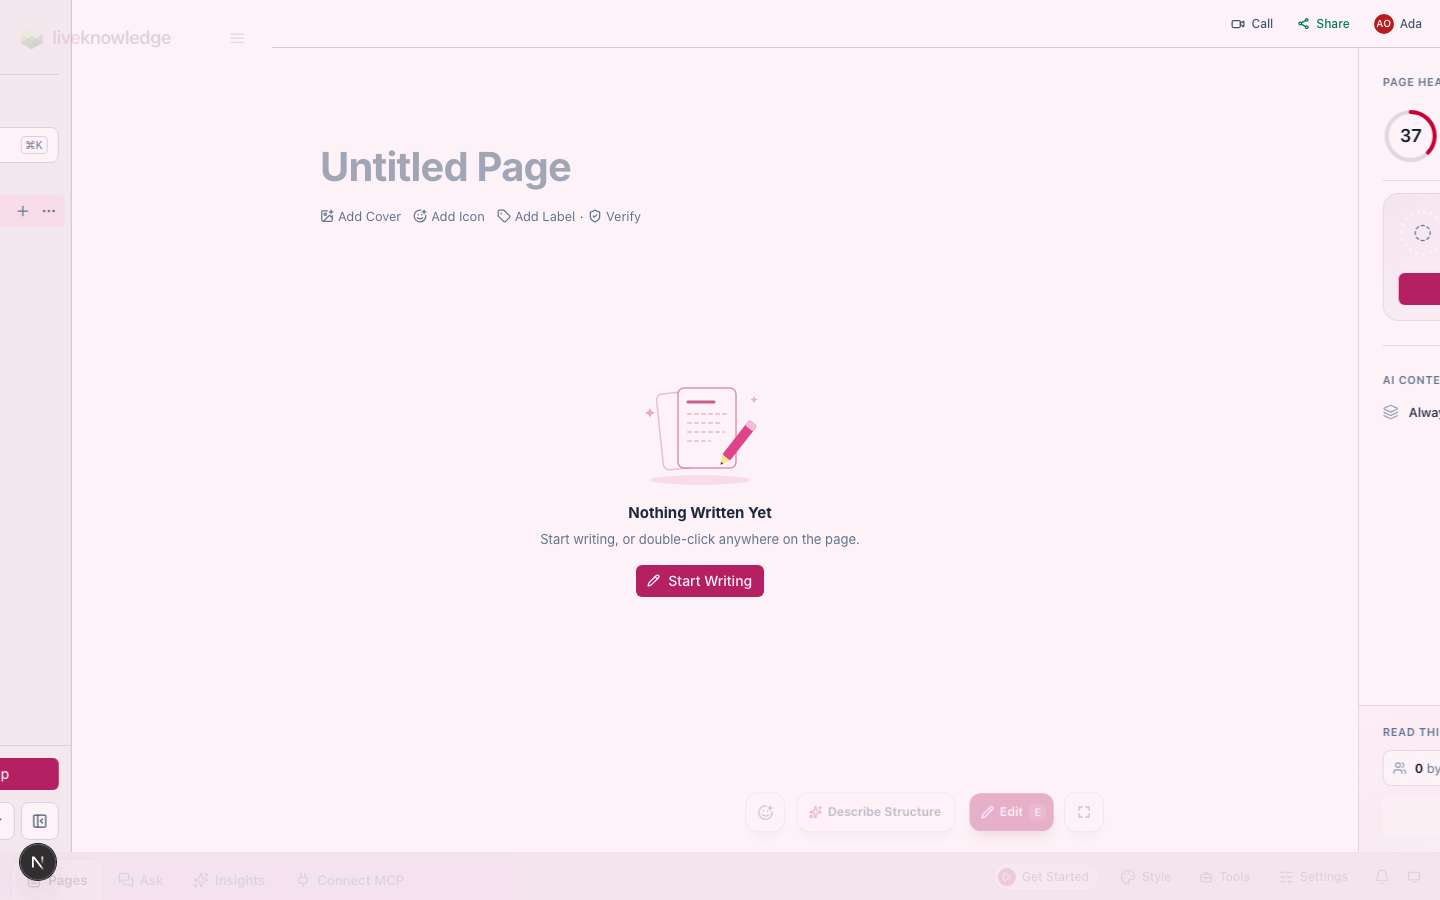 liveknowledge
Call
Share
AO
Ada
⌘K
PAGE HEA
37
Untitled Page
Add Cover
Add Icon
Add Label · Verify
AI CONTE
Alway
Nothing Written Yet
Start writing, or double-click anywhere on the page.
Start Writing
READ THI
0 by
p
Describe Structure
Edit E
N
Pages
Ask
Insights
Connect MCP
Get Started
Style
Tools
Settings